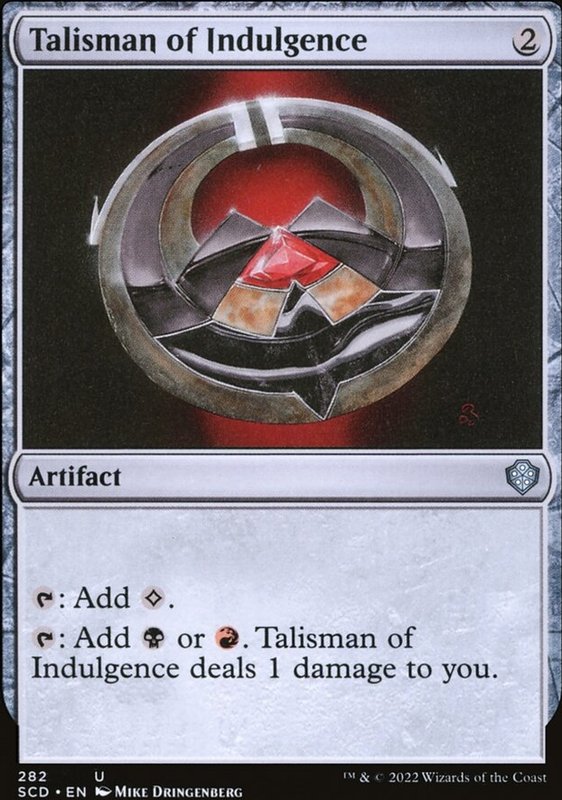 Talisman of Indulgence 2
Artifact
: Add .
: Add or . Talisman of
Indulgence deals 1 damage to you.
282 U
SCD • EN MIKE DRINGENBERG
™ & © 2022 Wizards of the Coast